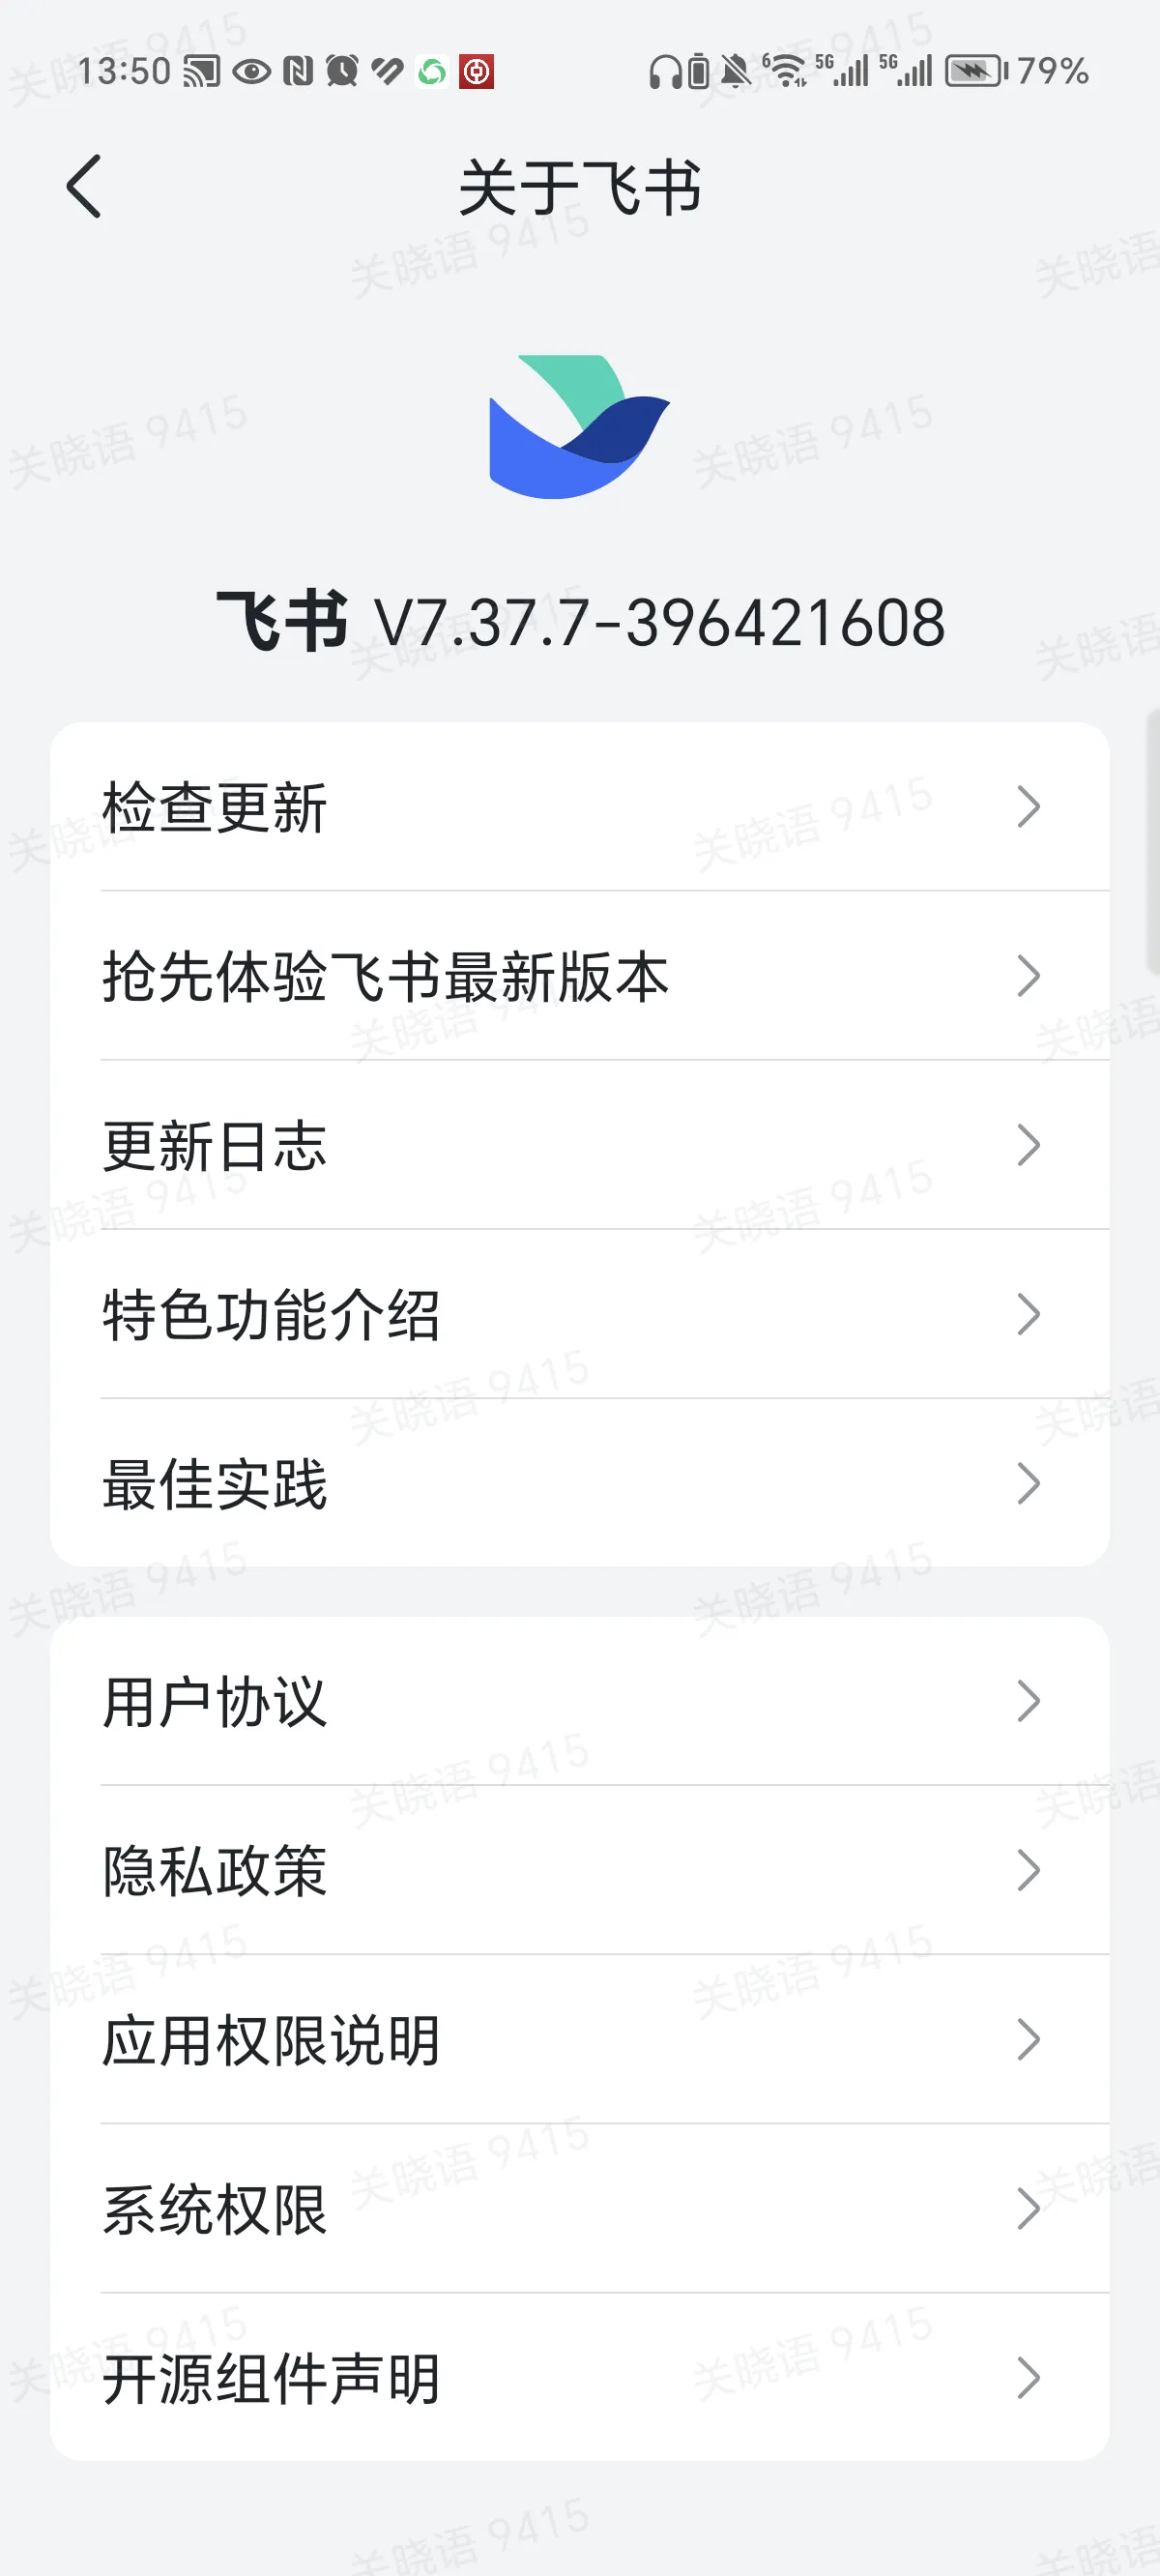 13:50 6 5G 5G 79%
关于飞书
飞书 V7.37.7-396421608
检查更新
抢先体验飞书最新版本
更新日志
特色功能介绍
最佳实践
用户协议
隐私政策
应用权限说明
系统权限
开源组件声明
关晓语 9415